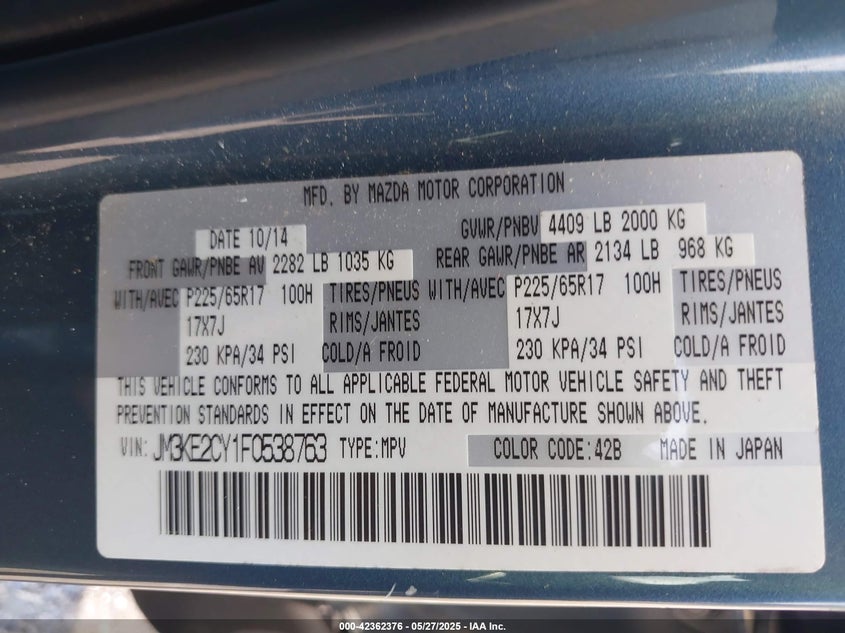 MFD. BY MAZDA MOTOR CORPORATION
DATE 10/14 GVWR/PNBV 4409 LB 2000 KG
FRONT GAWR/PNBE AV 2282 LB 1035 KG REAR GAWR/PNBE AR 2134 LB 968 KG
WITH/AVEC P225/65R17 100H TIRES/PNEUS WITH/AVEC P225/65R17 100H TIRES/PNEUS
17X7J RIMS/JANTES 17X7J RIMS/JANTES
230 KPA/34 PSI COLD/A FROID 230 KPA/34 PSI COLD/A FROID
THIS VEHICLE CONFORMS TO ALL APPLICABLE FEDERAL MOTOR VEHICLE SAFETY AND THEFT
PREVENTION STANDARDS IN EFFECT ON THE DATE OF MANUFACTURE SHOWN ABOVE.
VIN: JM3KE2CY1F0538763 TYPE:MPV COLOR CODE:42B MADE IN JAPAN
000-42362376 — 05/27/2025 — IAA Inc.